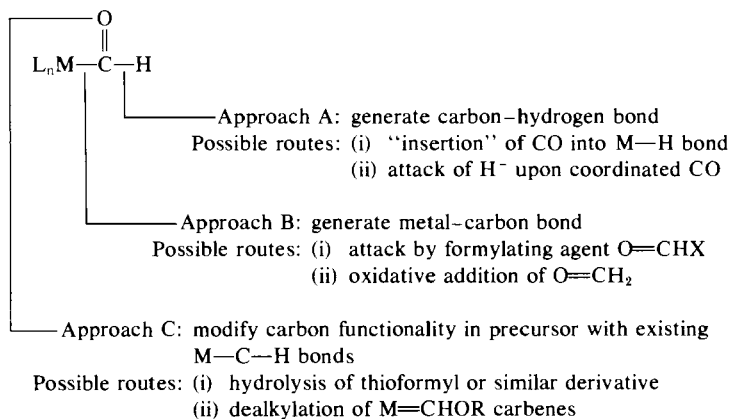 O
LₙM—C—H
Approach A: generate carbon–hydrogen bond
Possible routes: (i) “insertion” of CO into M—H bond
(ii) attack of H⁻ upon coordinated CO
Approach B: generate metal–carbon bond
Possible routes: (i) attack by formylating agent O=CHX
(ii) oxidative addition of O=CH₂
Approach C: modify carbon functionality in precursor with existing
M—C—H bonds
Possible routes: (i) hydrolysis of thioformyl or similar derivative
(ii) dealkylation of M=CHOR carbenes